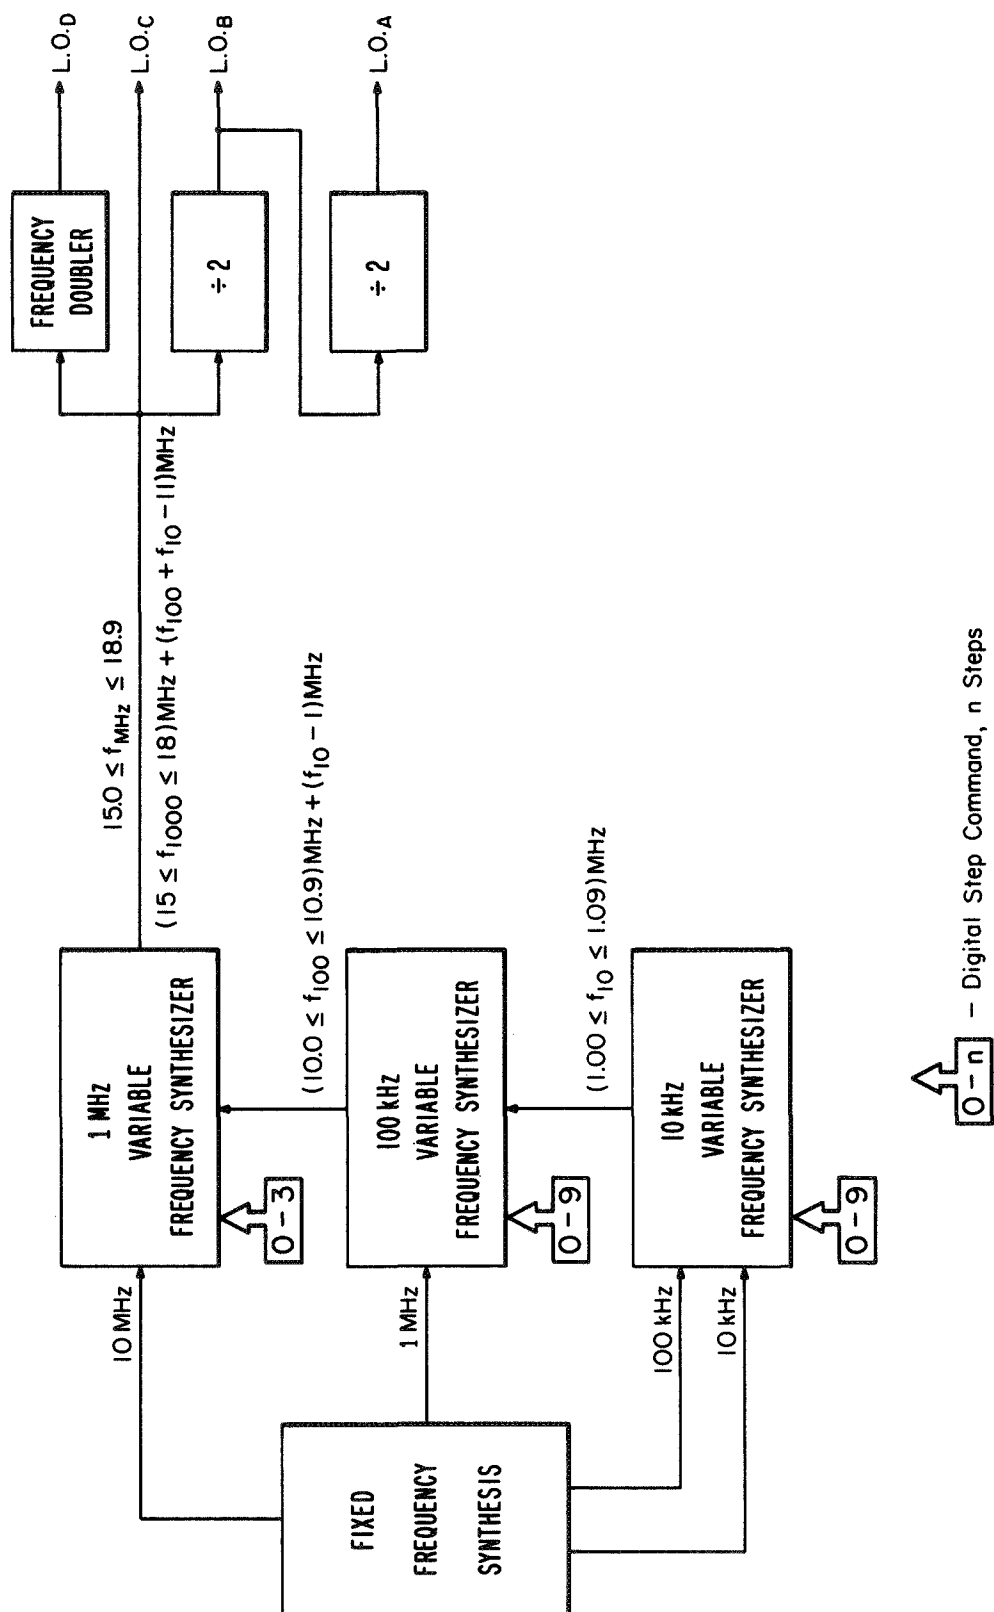 FIXED
FREQUENCY
SYNTHESIS
10 MHz
1 MHz
100 kHz
10 kHz
1 MHz
VARIABLE
FREQUENCY SYNTHESIZER
0-3
100 kHz
VARIABLE
FREQUENCY SYNTHESIZER
0-9
10 kHz
VARIABLE
FREQUENCY SYNTHESIZER
0-9
15.0 ≤ fMHz ≤ 18.9
(15 ≤ f1000 ≤ 18)MHz + (f100 + f10 - 11)MHz
(10.0 ≤ f100 ≤ 10.9)MHz + (f10 - 1)MHz
(1.00 ≤ f10 ≤ 1.09)MHz
FREQUENCY
DOUBLER
÷2
÷2
L.O.D
L.O.C
L.O.B
L.O.A
0-n - Digital Step Command, n Steps